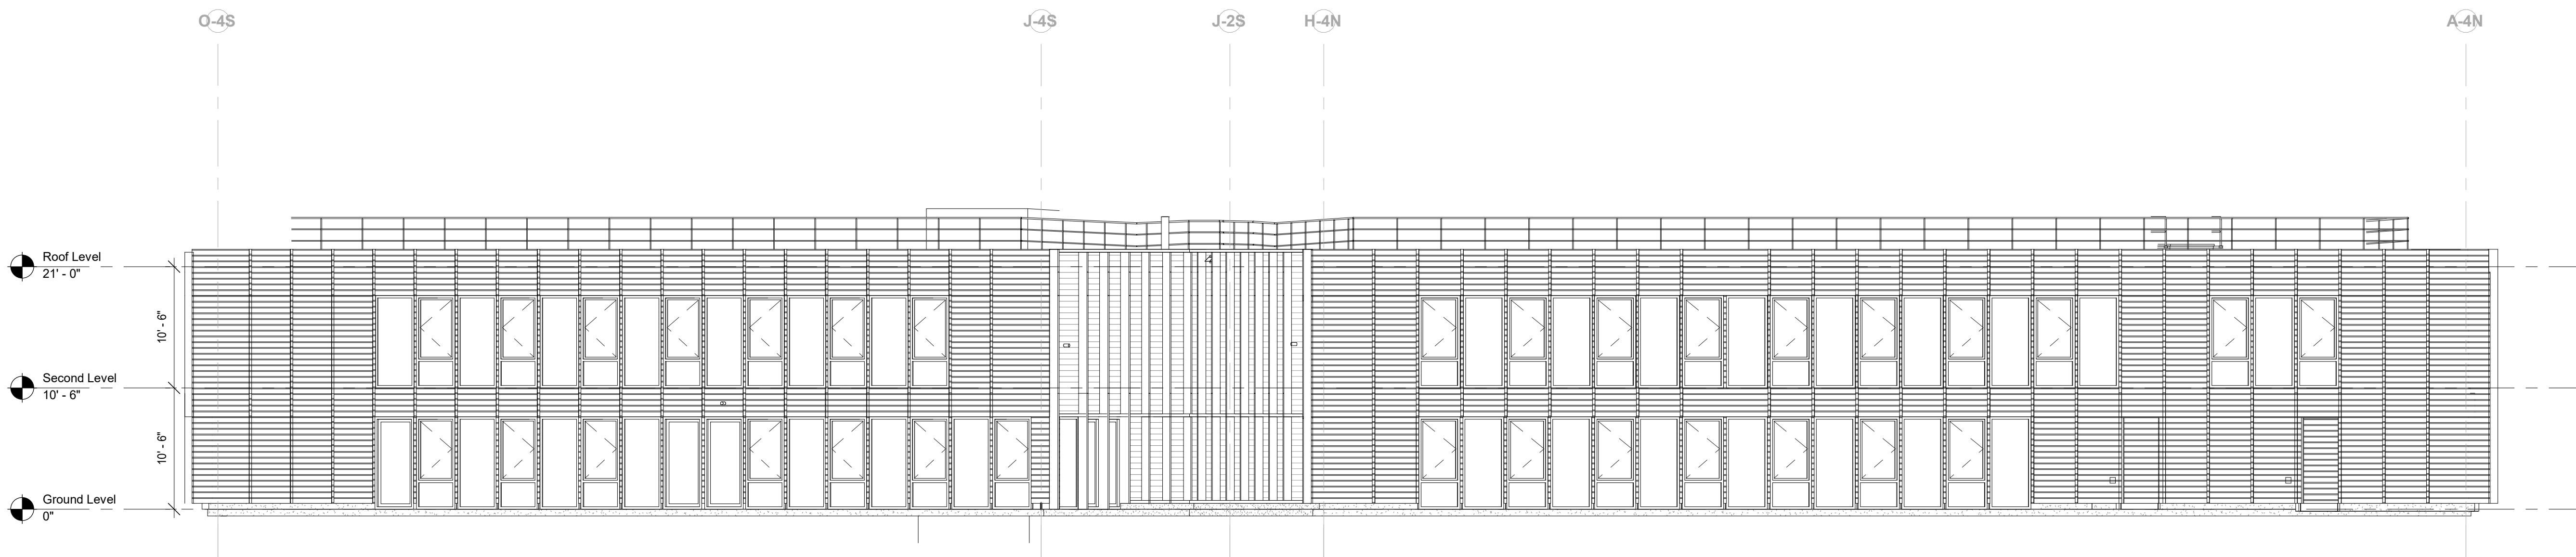 O-4S
J-4S
J-2S
H-4N
A-4N
Roof Level
21' - 0"
10' - 6"
Second Level
10' - 6"
10' - 6"
Ground Level
0"